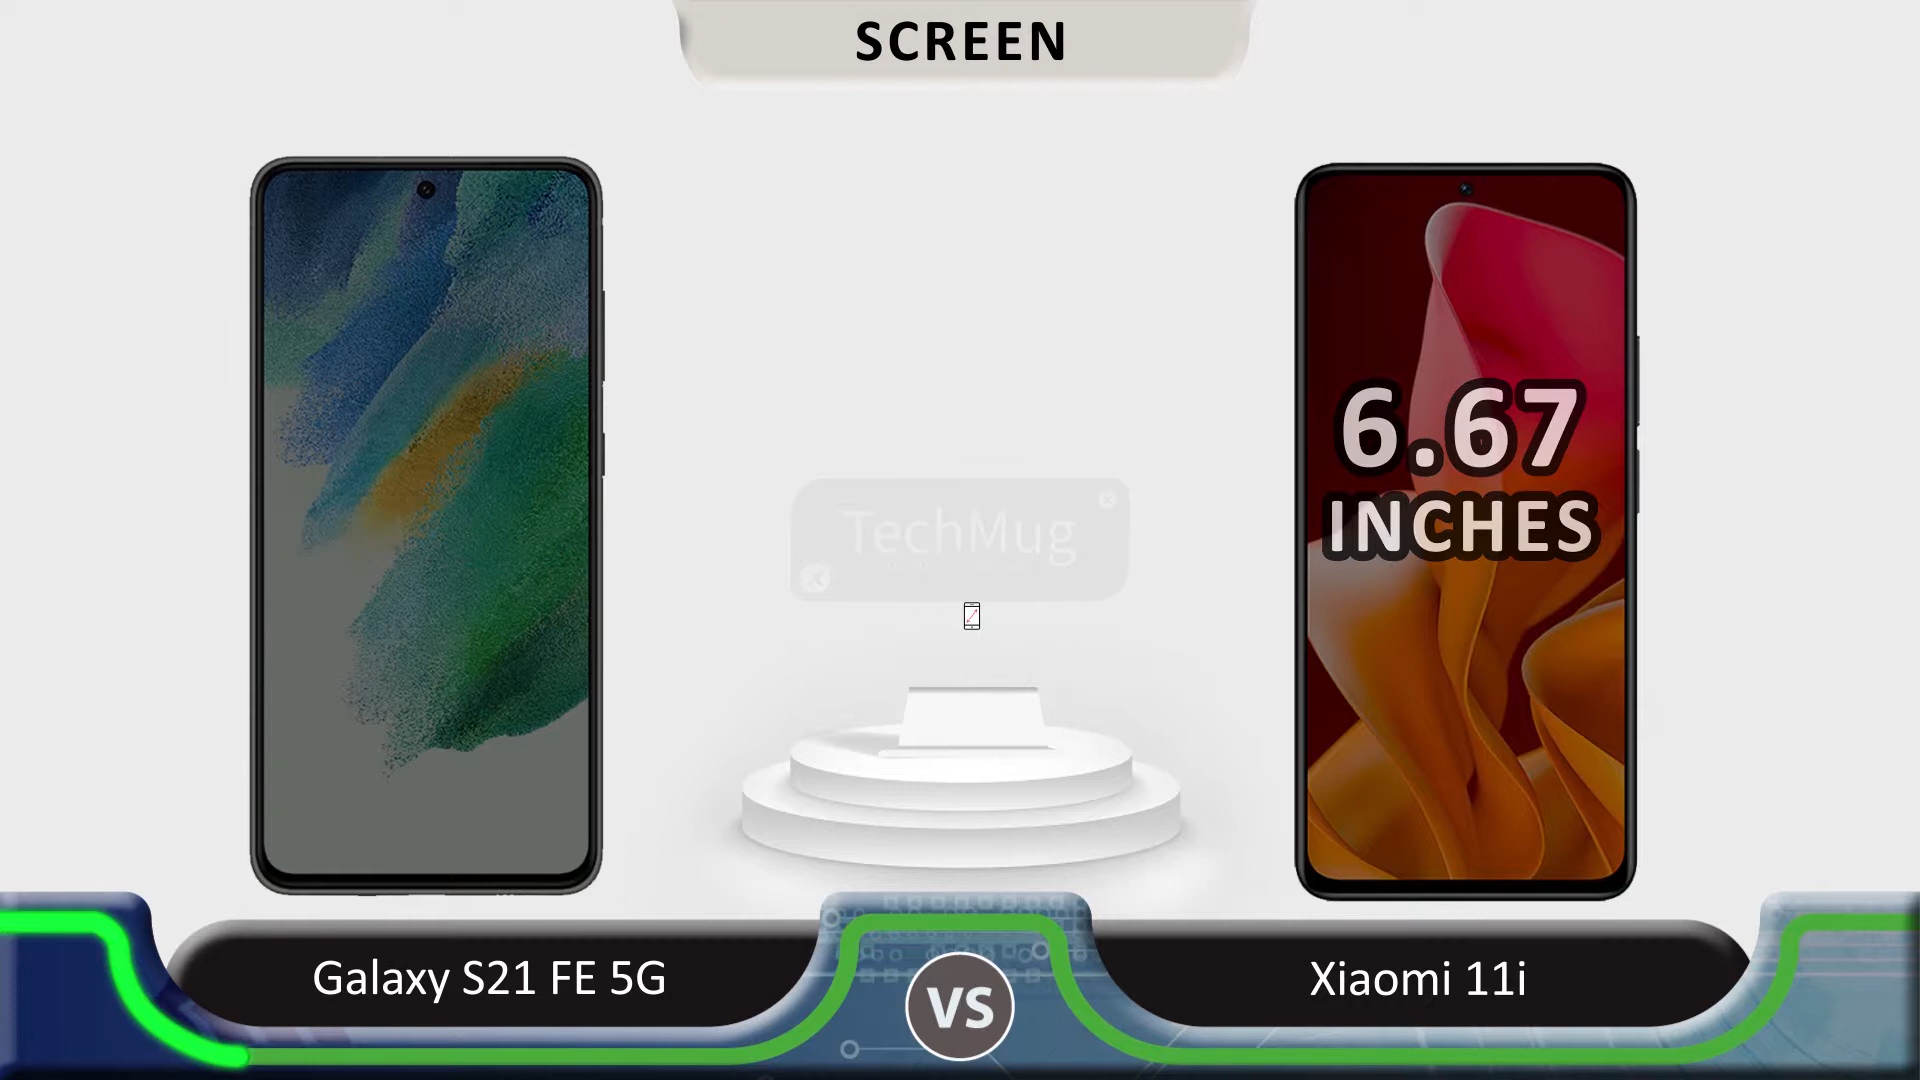 SCREEN
6.67
INCHES
TechMug
Galaxy S21 FE 5G
VS
Xiaomi 11i